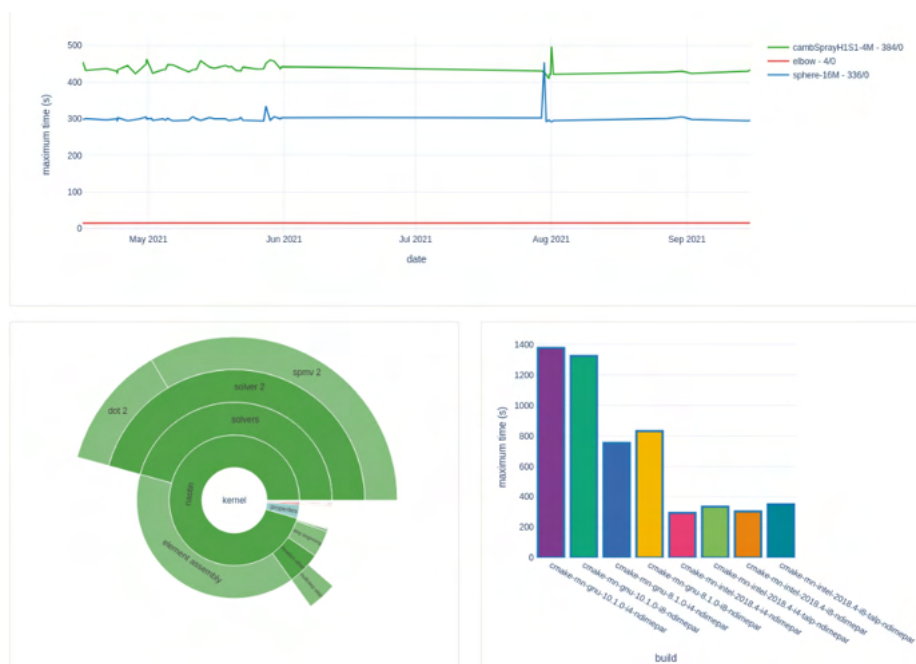 500
400
300
200
100
0
maximum time (s)
May 2021
Jun 2021
Jul 2021
Aug 2021
Sep 2021
date
cambSprayH1S1-4M - 384/0
elbow - 4/0
sphere-16M - 336/0
spmv 2
solver 2
dot 2
solvers
nastin
kernel
properties
element assembly
1400
1200
1000
800
600
400
200
0
maximum time (s)
cmake-mn-gnu-10.1.0-i4-ndimepar
cmake-mn-gnu-10.1.0-i8-ndimepar
cmake-mn-gnu-8.1.0-i4-ndimepar
cmake-mn-gnu-8.1.0-i8-ndimepar
cmake-mn-intel-2018.4-i4-ndimepar
cmake-mn-intel-2018.4-i4-talp-ndimepar
cmake-mn-intel-2018.4-i8-ndimepar
cmake-mn-intel-2018.4-i8-talp-ndimepar
build